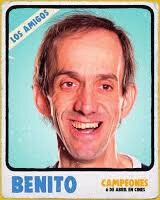 LOS AMIGOS
BENITO
CAMPEONES
6 DE ABRIL EN CINES